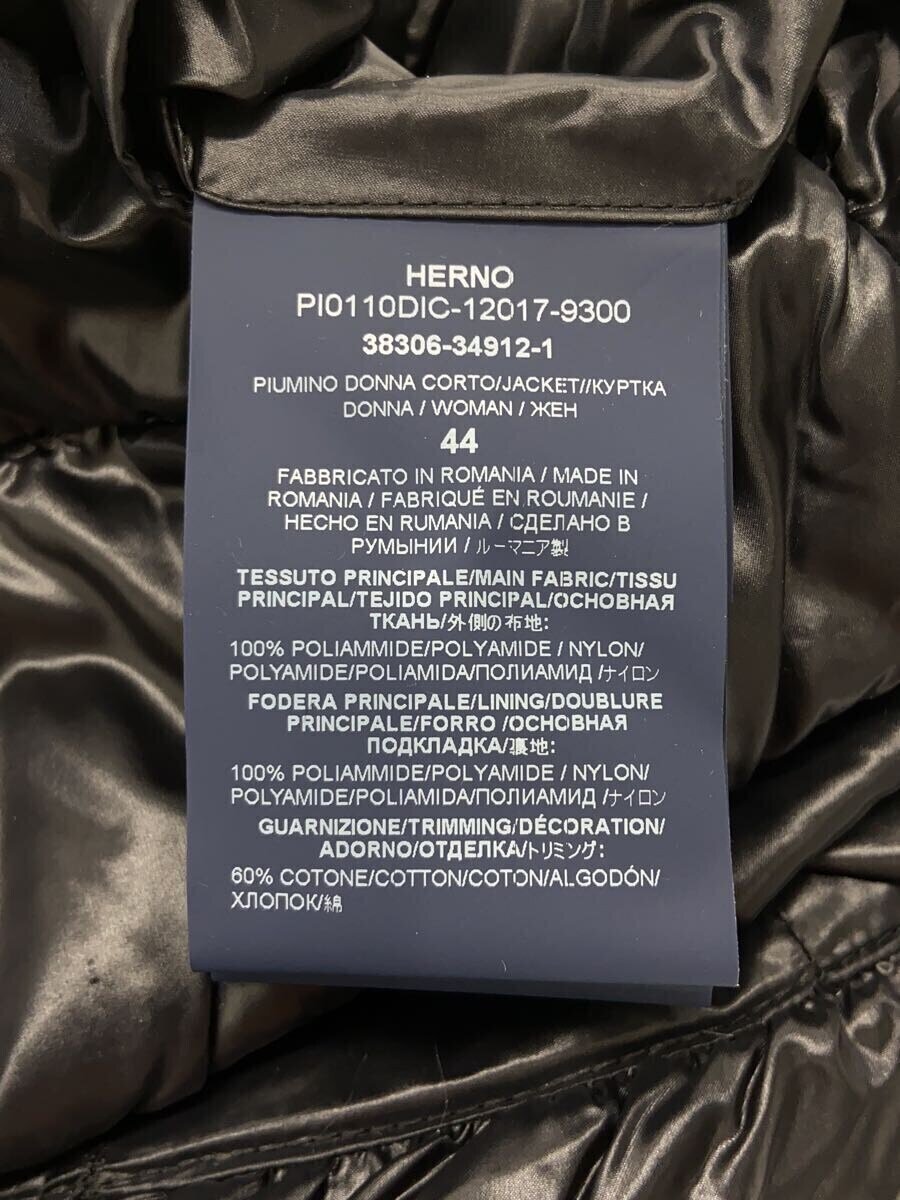 HERNO
PI0110DIC-12017-9300
38306-34912-1
PIUMINO DONNA CORTO/JACKET//КУРТКА
DONNA / WOMAN / ЖЕН
44
FABBRICATO IN ROMANIA / MADE IN
ROMANIA / FABRIQUÉ EN ROUMANIE /
HECHO EN RUMANIA / СДЕЛАНО В
РУМЫНИИ / ルーマニア製
TESSUTO PRINCIPALE/MAIN FABRIC/TISSU
PRINCIPAL/TEJIDO PRINCIPAL/ОСНОВНАЯ
ТКАНЬ/外側の布地:
100% POLIAMMIDE/POLYAMIDE / NYLON/
POLYAMIDE/POLIAMIDA/ПОЛИАМИД /ナイロン
FODERA PRINCIPALE/LINING/DOUBLURE
PRINCIPALE/FORRO /ОСНОВНАЯ
ПОДКЛАДКА/裏地:
100% POLIAMMIDE/POLYAMIDE / NYLON/
POLYAMIDE/POLIAMIDA/ПОЛИАМИД /ナイロン
GUARNIZIONE/TRIMMING/DÉCORATION/
ADORNO/ОТДЕЛКА/トリミング:
60% COTONE/COTTON/COTON/ALGODÓN/
ХЛОПОК/綿